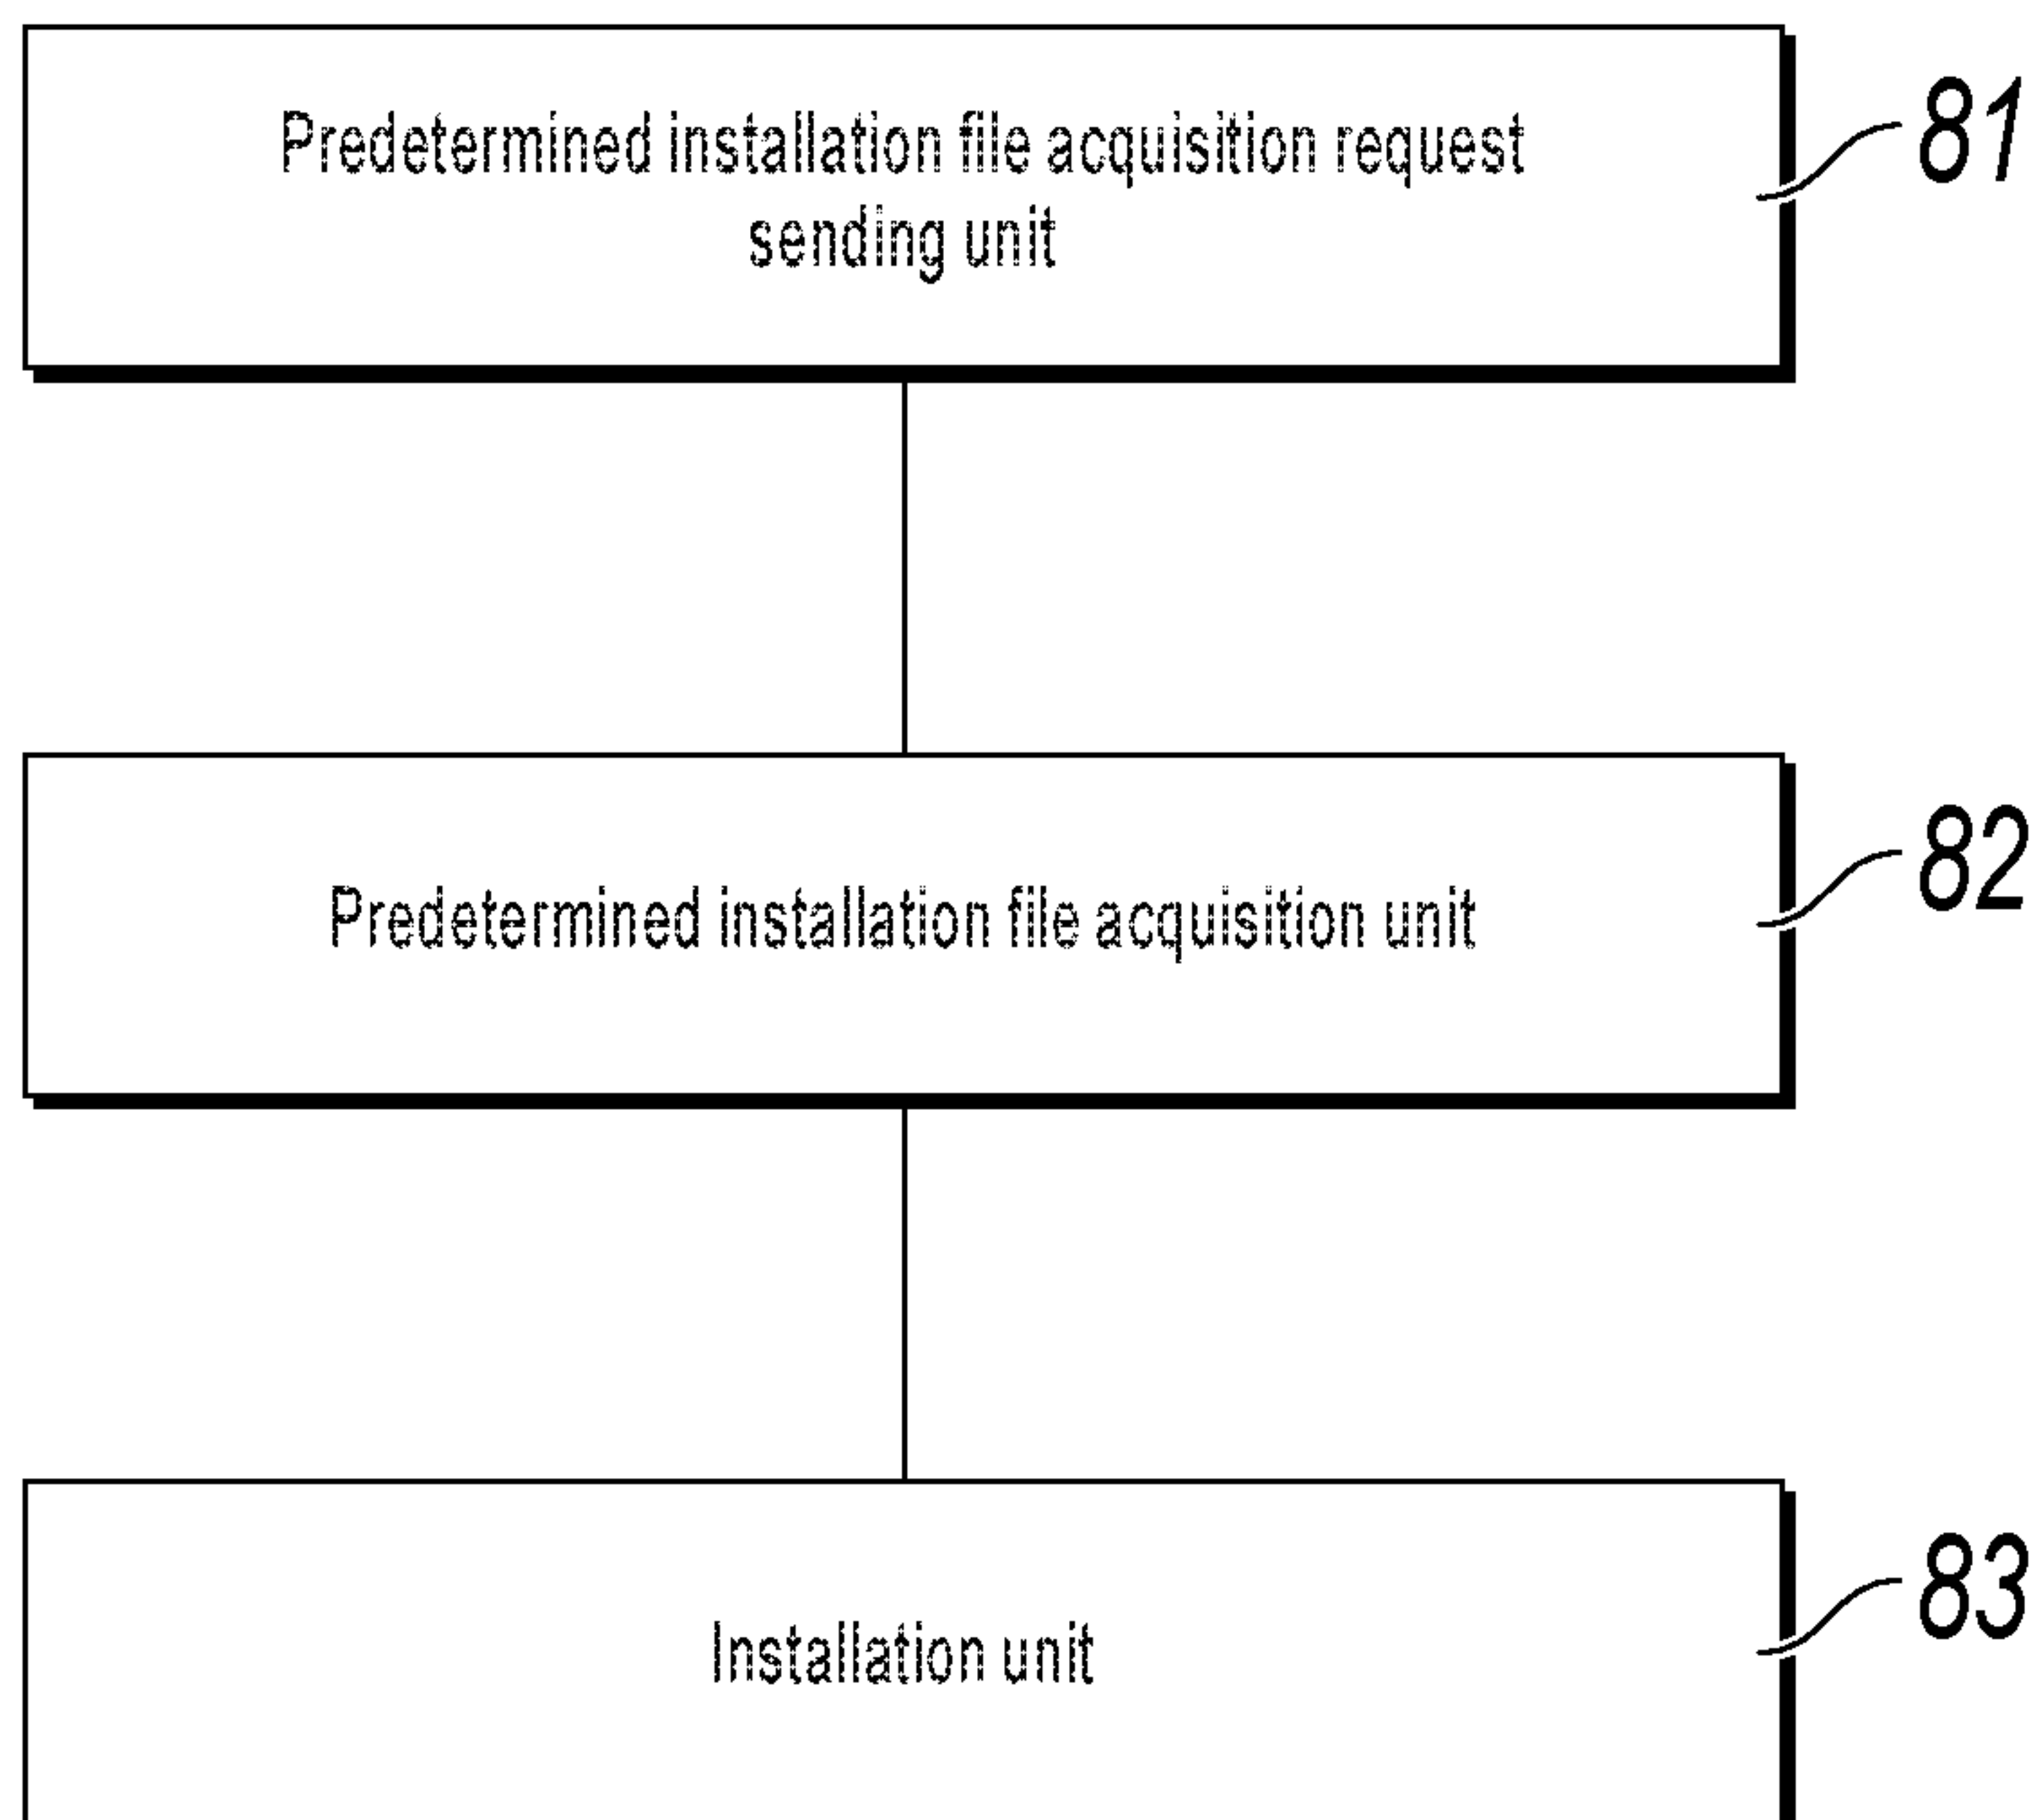 Predetermined installation file acquisition request
sending unit
81
Predetermined installation file acquisition unit
82
Installation unit
83